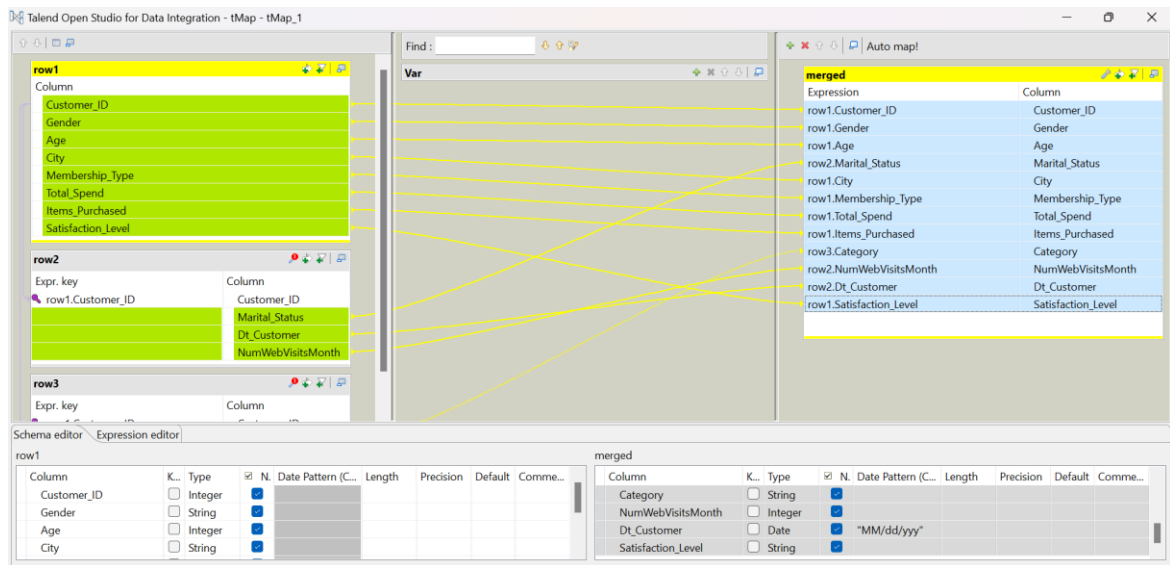 Talend Open Studio for Data Integration - tMap - tMap_1
Find :
Auto map!
row1
Column
Customer_ID
Gender
Age
City
Membership_Type
Total_Spend
Items_Purchased
Satisfaction_Level
row2
Expr. key Column
row1.Customer_ID Customer_ID
Marital_Status
Dt_Customer
NumWebVisitsMonth
row3
Expr. key Column
Var
merged
Expression Column
row1.Customer_ID Customer_ID
row1.Gender Gender
row1.Age Age
row2.Marital_Status Marital_Status
row1.City City
row1.Membership_Type Membership_Type
row1.Total_Spend Total_Spend
row1.Items_Purchased Items_Purchased
row3.Category Category
row2.NumWebVisitsMonth NumWebVisitsMonth
row2.Dt_Customer Dt_Customer
row1.Satisfaction_Level Satisfaction_Level
Schema editor Expression editor
row1
Column K... Type N. Date Pattern (C... Length Precision Default Comme...
Customer_ID Integer
Gender String
Age Integer
City String
merged
Column K... Type N. Date Pattern (C... Length Precision Default Comme...
Category String
NumWebVisitsMonth Integer
Dt_Customer Date "MM/dd/yyy"
Satisfaction_Level String